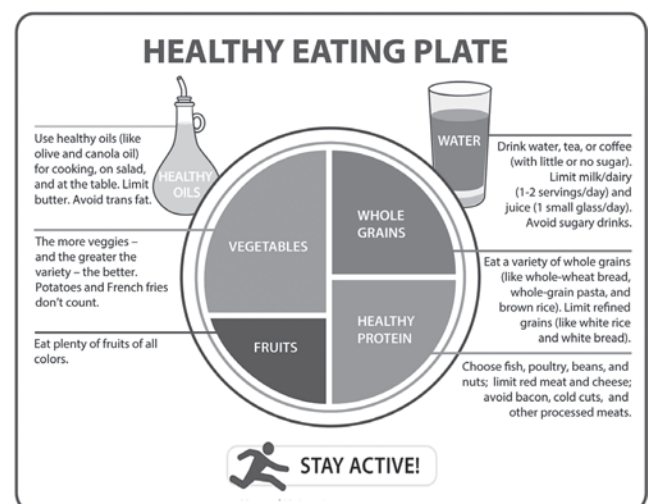 HEALTHY EATING PLATE
Use healthy oils (like
olive and canola oil)
for cooking, on salad,
and at the table. Limit
butter. Avoid trans fat.
HEALTHY
OILS
The more veggies –
and the greater the
variety – the better.
Potatoes and French fries
don’t count.
Eat plenty of fruits of all
colors.
VEGETABLES
FRUITS
WHOLE
GRAINS
HEALTHY
PROTEIN
WATER
Drink water, tea, or coffee
(with little or no sugar).
Limit milk/dairy
(1-2 servings/day) and
juice (1 small glass/day).
Avoid sugary drinks.
Eat a variety of whole grains
(like whole-wheat bread,
whole-grain pasta, and
brown rice). Limit refined
grains (like white rice
and white bread).
Choose fish, poultry, beans, and
nuts; limit red meat and cheese;
avoid bacon, cold cuts, and
other processed meats.
STAY ACTIVE!